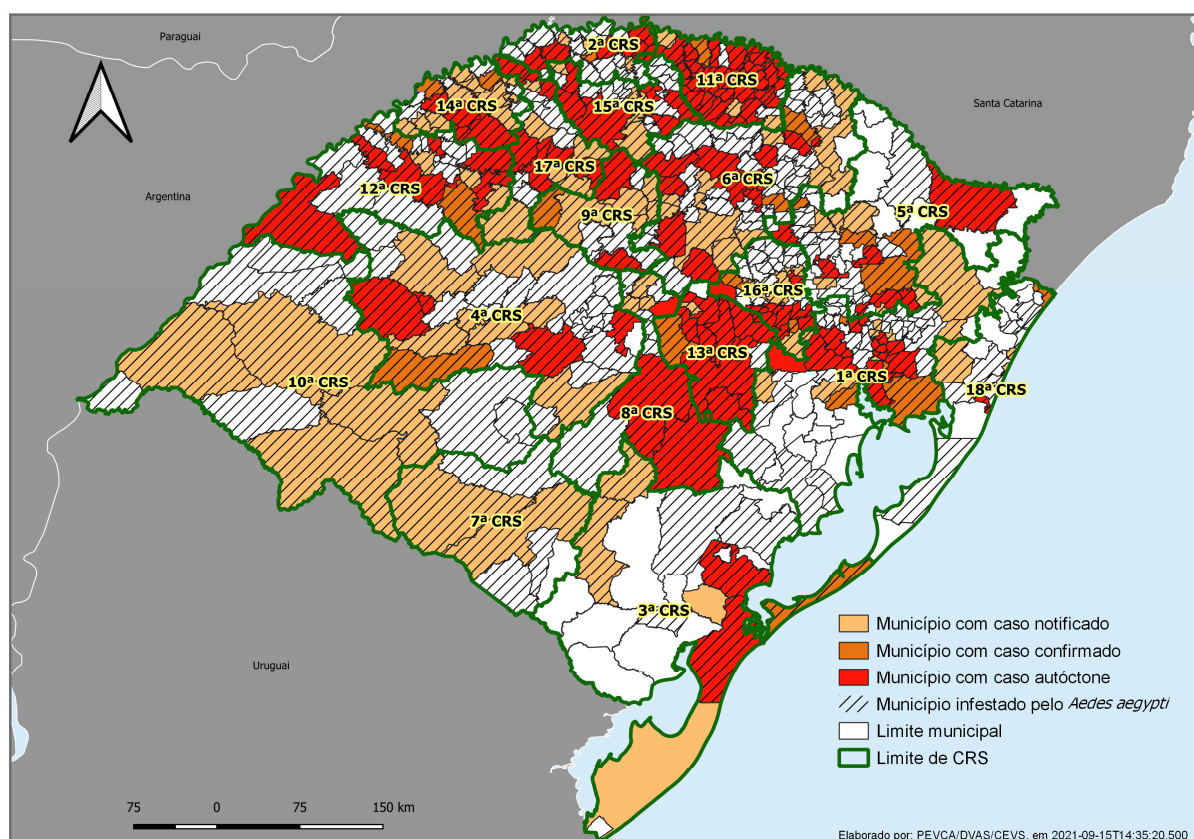 Paraguai
2ª CRS
11ª CRS
14ª CRS
15ª CRS
Santa Catarina
17ª CRS
6ª CRS
12ª CRS
Argentina
9ª CRS
5ª CRS
16ª CRS
4ª CRS
13ª CRS
10ª CRS
1ª CRS
18ª CRS
8ª CRS
7ª CRS
3ª CRS
Uruguai
Município com caso notificado
Município com caso confirmado
Município com caso autóctone
Município infestado pelo Aedes aegypti
Limite municipal
Limite de CRS
75 0 75 150 km
Elaborado por: PEVCA/DVAS/CEVS, em 2021-09-15T14:35:20.500